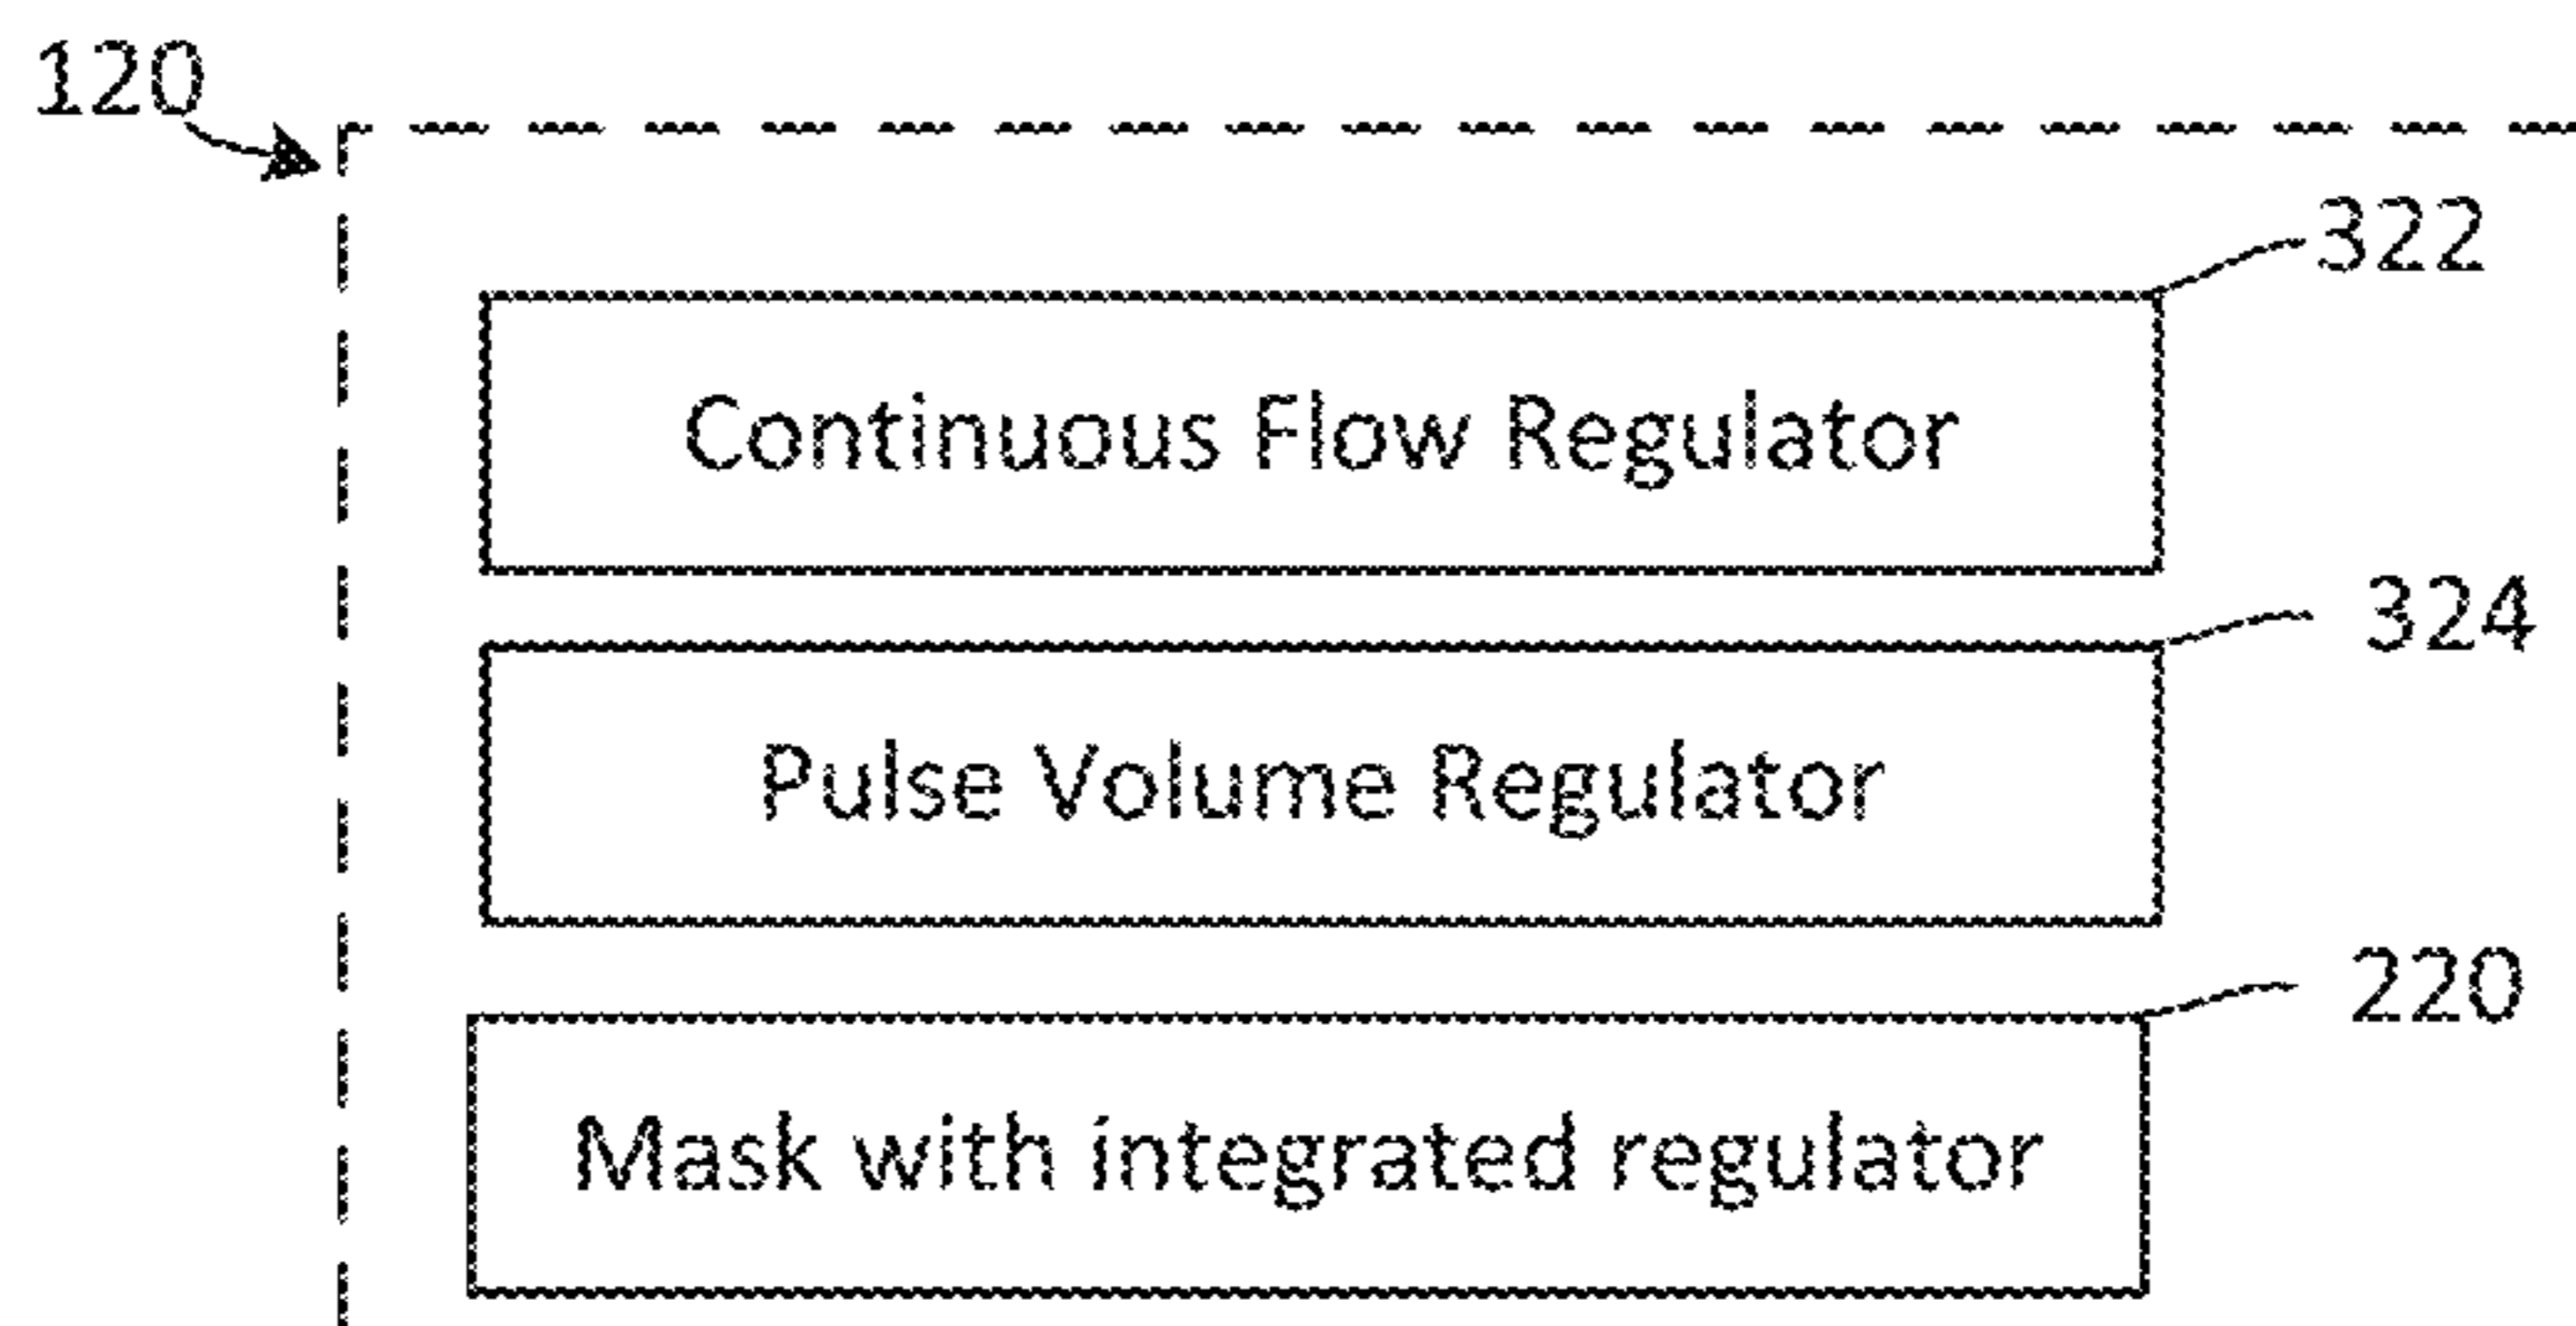 120
322
Continuous Flow Regulator
324
Pulse Volume Regulator
220
Mask with integrated regulator